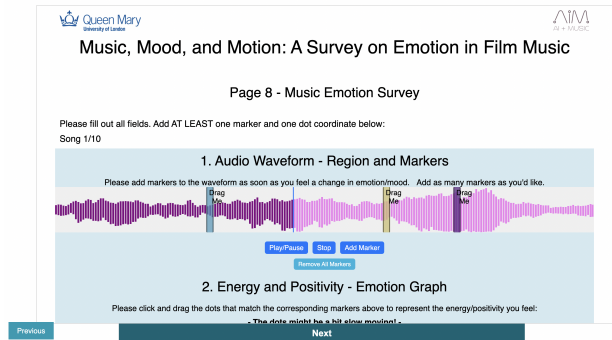 Queen Mary
University of London
AIM
AI + MUSIC
Music, Mood, and Motion: A Survey on Emotion in Film Music
Page 8 - Music Emotion Survey
Please fill out all fields. Add AT LEAST one marker and one dot coordinate below:
Song 1/10
1. Audio Waveform - Region and Markers
Please add markers to the waveform as soon as you feel a change in emotion/mood. Add as many markers as you'd like.
Drag Me
Drag Me
Drag Me
Play/Pause Stop Add Marker
Remove All Markers
2. Energy and Positivity - Emotion Graph
Please click and drag the dots that match the corresponding markers above to represent the energy/positivity you feel:
- The dots might be a bit slow moving! -
Previous
Next